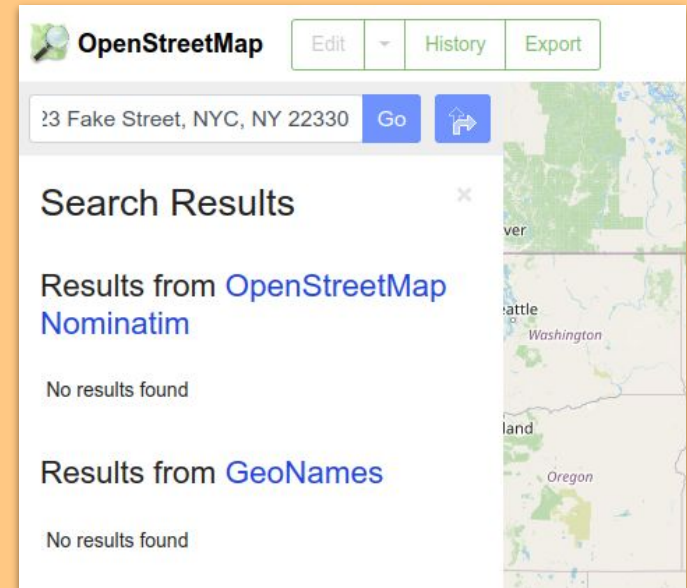 OpenStreetMap Edit History Export
23 Fake Street, NYC, NY 22330 Go
Search Results ×
Results from OpenStreetMap
Nominatim
No results found
Results from GeoNames
No results found
ver
eattle
Washington
land
Oregon